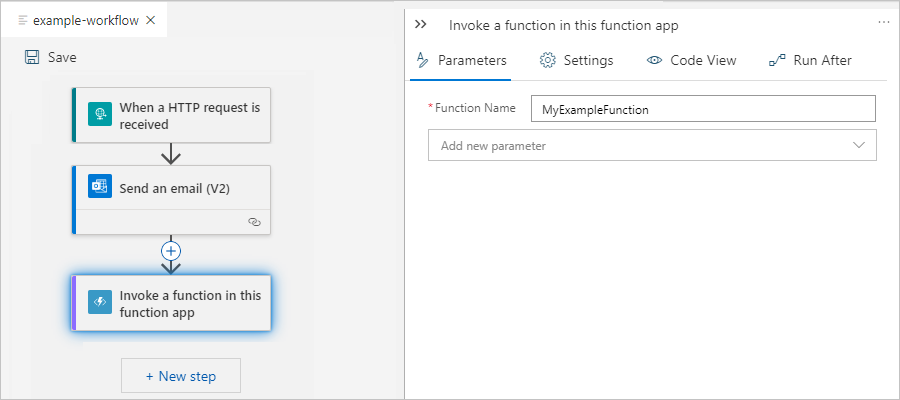 example-workflow
Save
When a HTTP request is
received
Send an email (V2)
Invoke a function in this
function app
+ New step
Invoke a function in this function app
Parameters
Settings
Code View
Run After
* Function Name
MyExampleFunction
Add new parameter